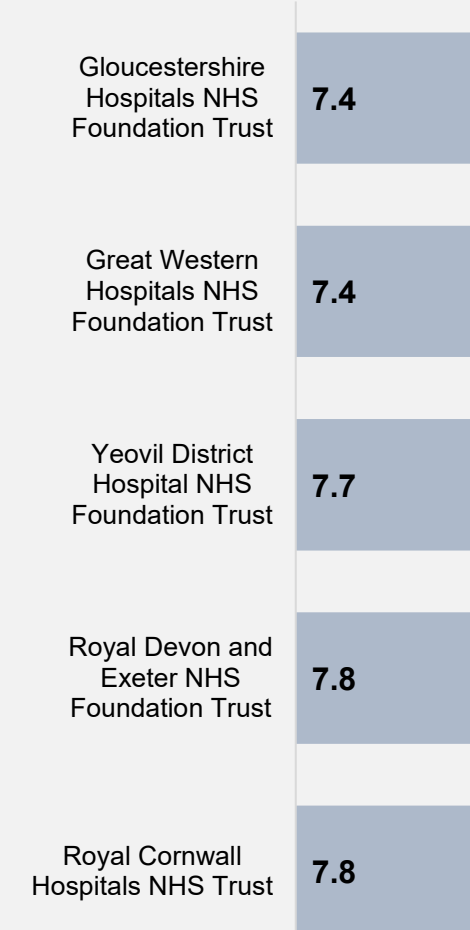 Gloucestershire
Hospitals NHS
Foundation Trust
7.4
Great Western
Hospitals NHS
Foundation Trust
7.4
Yeovil District
Hospital NHS
Foundation Trust
7.7
Royal Devon and
Exeter NHS
Foundation Trust
7.8
Royal Cornwall
Hospitals NHS Trust
7.8